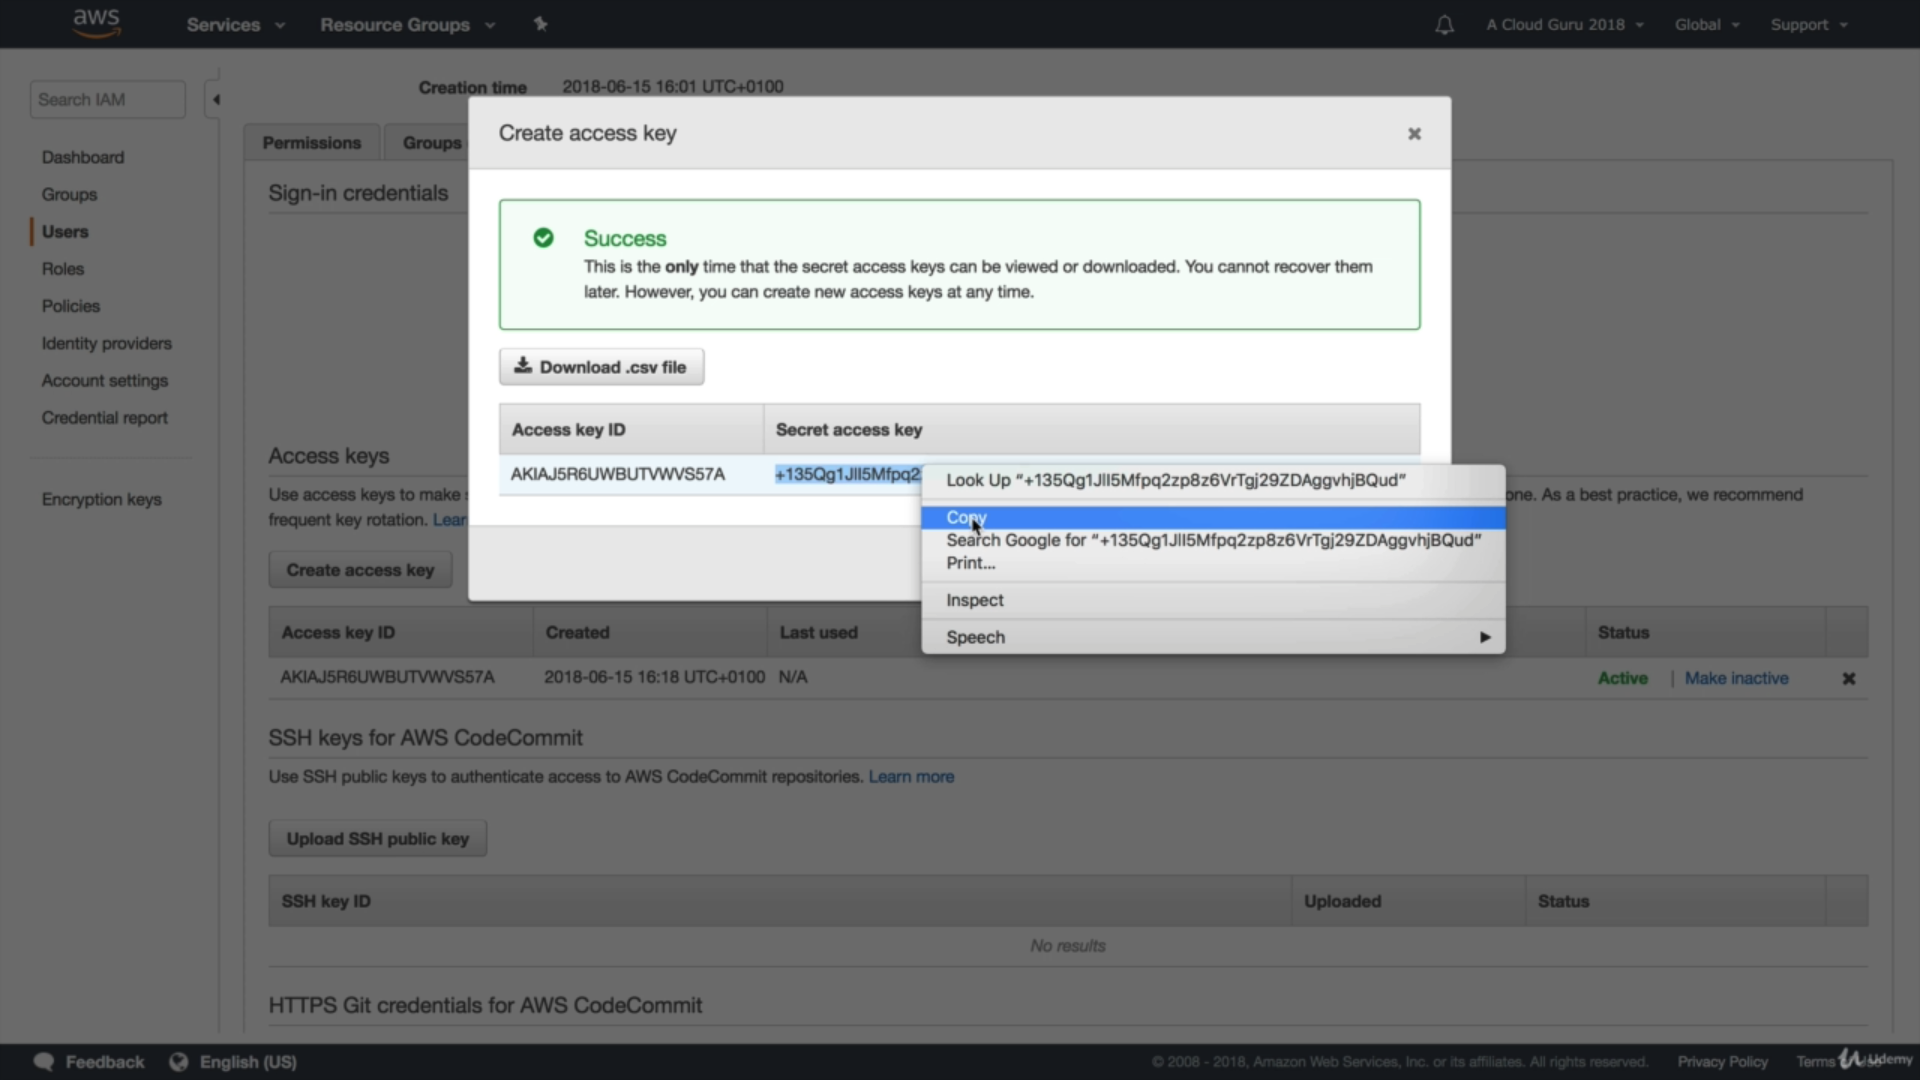 aws
Services
Resource Groups
A Cloud Guru 2018
Global
Support
Search IAM
Dashboard
Groups
Users
Roles
Policies
Identity providers
Account settings
Credential report
Encryption keys
Creation time 2018-06-15 16:01 UTC+0100
Permissions
Groups
Sign-in credentials
Create access key
Success
This is the only time that the secret access keys can be viewed or downloaded. You cannot recover them
later. However, you can create new access keys at any time.
Download .csv file
Access key ID Secret access key
AKIAJ5R6UWBUTVWVS57A +135Qg1JlI5Mfpq2
Look Up “+135Qg1JlI5Mfpq2zp8z6VrTgj29ZDAggvhjBQud”
Copy
Search Google for “+135Qg1JlI5Mfpq2zp8z6VrTgj29ZDAggvhjBQud”
Print...
Inspect
Speech
Access keys
Use access keys to make
one. As a best practice, we recommend
frequent key rotation. Lear
Create access key
Access key ID Created Last used Status
AKIAJ5R6UWBUTVWVS57A 2018-06-15 16:18 UTC+0100 N/A Active | Make inactive
SSH keys for AWS CodeCommit
Use SSH public keys to authenticate access to AWS CodeCommit repositories. Learn more
Upload SSH public key
SSH key ID Uploaded Status
No results
HTTPS Git credentials for AWS CodeCommit
Feedback
English (US)
© 2008 - 2018, Amazon Web Services, Inc. or its affiliates. All rights reserved.
Privacy Policy
Terms
Udemy